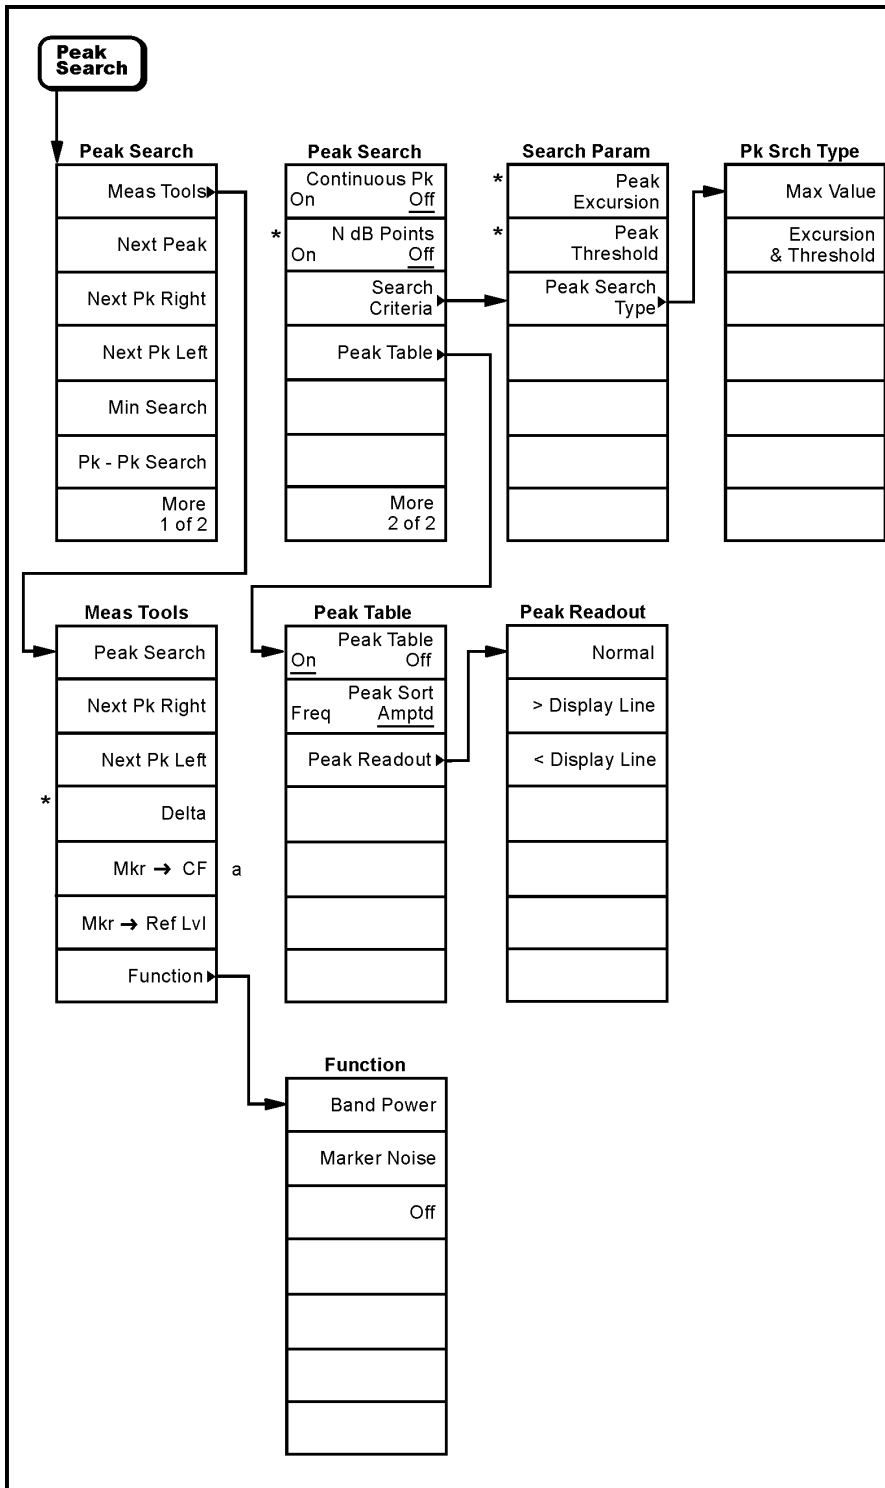 Peak
Search
Peak Search
Meas Tools
Next Peak
Next Pk Right
Next Pk Left
Min Search
Pk - Pk Search
More
1 of 2
Peak Search
Continuous Pk
On Off
* N dB Points
On Off
Search
Criteria
Peak Table
More
2 of 2
Search Param
* Peak
Excursion
* Peak
Threshold
Peak Search
Type
Pk Srch Type
Max Value
Excursion
& Threshold
Meas Tools
Peak Search
Next Pk Right
Next Pk Left
* Delta
Mkr → CF a
Mkr → Ref Lvl
Function
Peak Table
Peak Table
On Off
Peak Sort
Freq Amptd
Peak Readout
Peak Readout
Normal
> Display Line
< Display Line
Function
Band Power
Marker Noise
Off